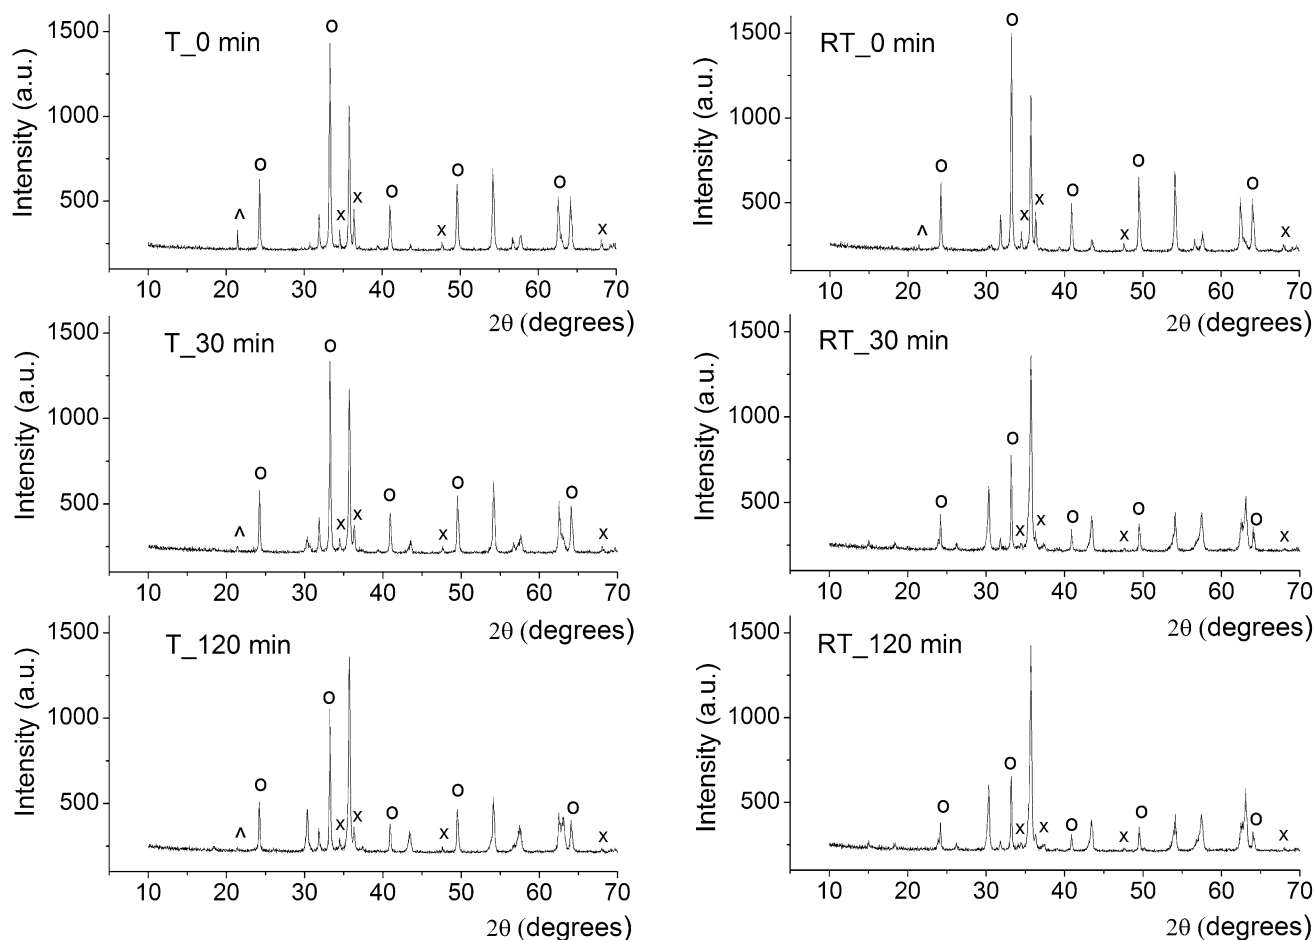 T_0 min
Intensity (a.u.)
1500
1000
500
o
o
o
o
o
^
x
x
x
x
10 20 30 40 50 60 70
2θ (degrees)
RT_0 min
Intensity (a.u.)
1500
1000
500
o
o
o
o
o
^
x
x
x
x
10 20 30 40 50 60 70
2θ (degrees)
T_30 min
Intensity (a.u.)
1500
1000
500
o
o
o
o
o
^
x
x
x
x
10 20 30 40 50 60 70
2θ (degrees)
RT_30 min
Intensity (a.u.)
1500
1000
500
o
o
o
o
o
x
x
x
x
10 20 30 40 50 60 70
2θ (degrees)
T_120 min
Intensity (a.u.)
1500
1000
500
o
o
o
o
o
^
x
x
x
x
10 20 30 40 50 60 70
2θ (degrees)
RT_120 min
Intensity (a.u.)
1500
1000
500
o
o
o
o
o
x
x
x
x
10 20 30 40 50 60 70
2θ (degrees)